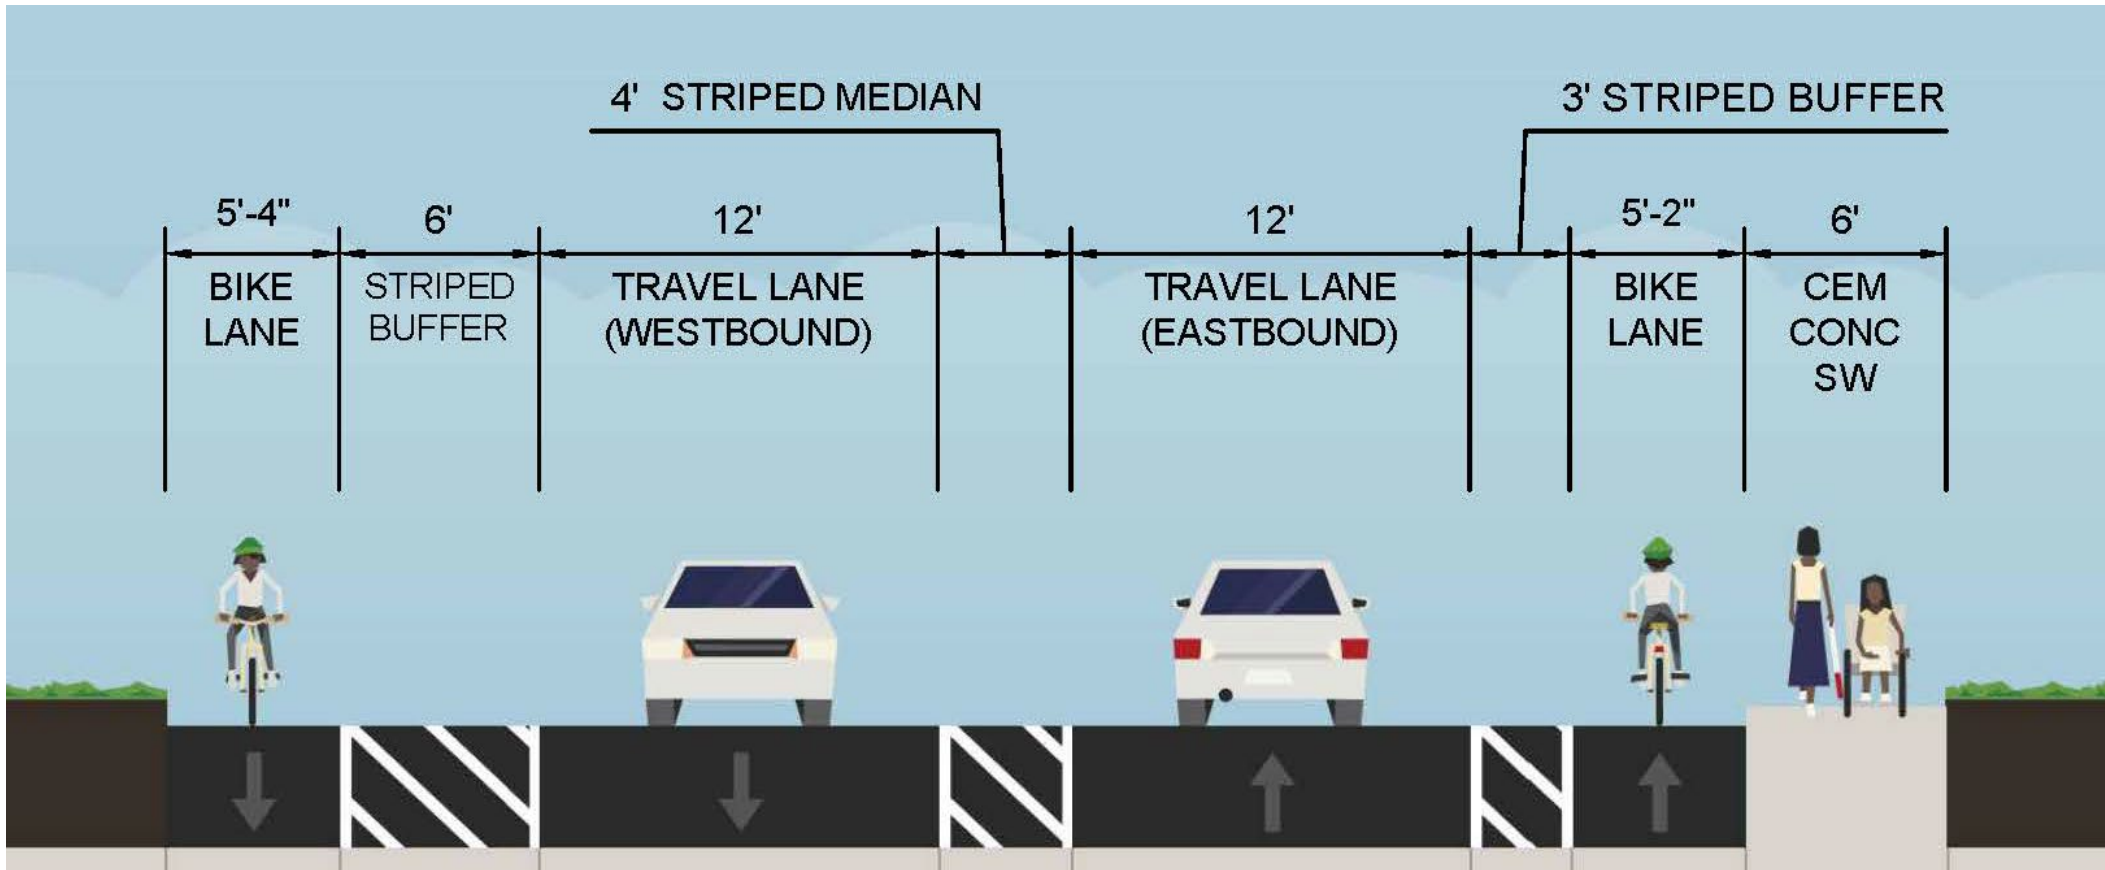 4' STRIPED MEDIAN
3' STRIPED BUFFER
5'-4"
6'
12'
12'
5'-2"
6'
BIKE
LANE
STRIPED
BUFFER
TRAVEL LANE
(WESTBOUND)
TRAVEL LANE
(EASTBOUND)
BIKE
LANE
CEM
CONC
SW